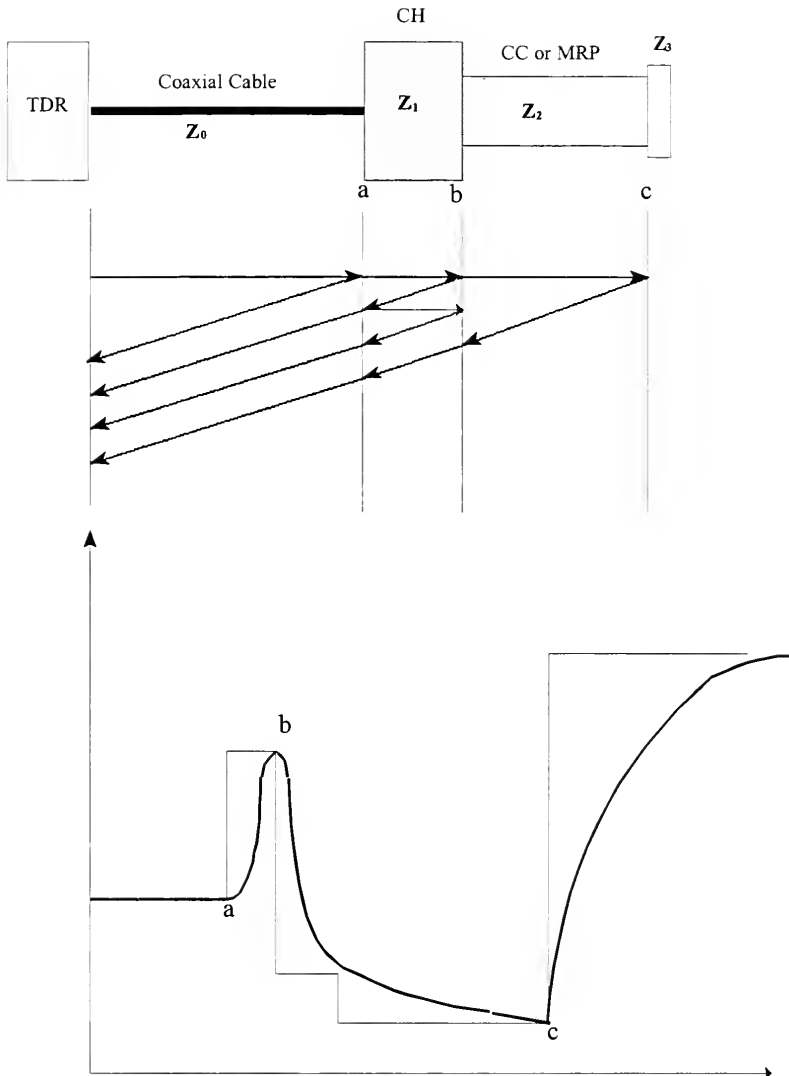 CH
CC or MRP
Z₃
TDR
Coaxial Cable
Z₀
Z₁
Z₂
a
b
c
b
a
c